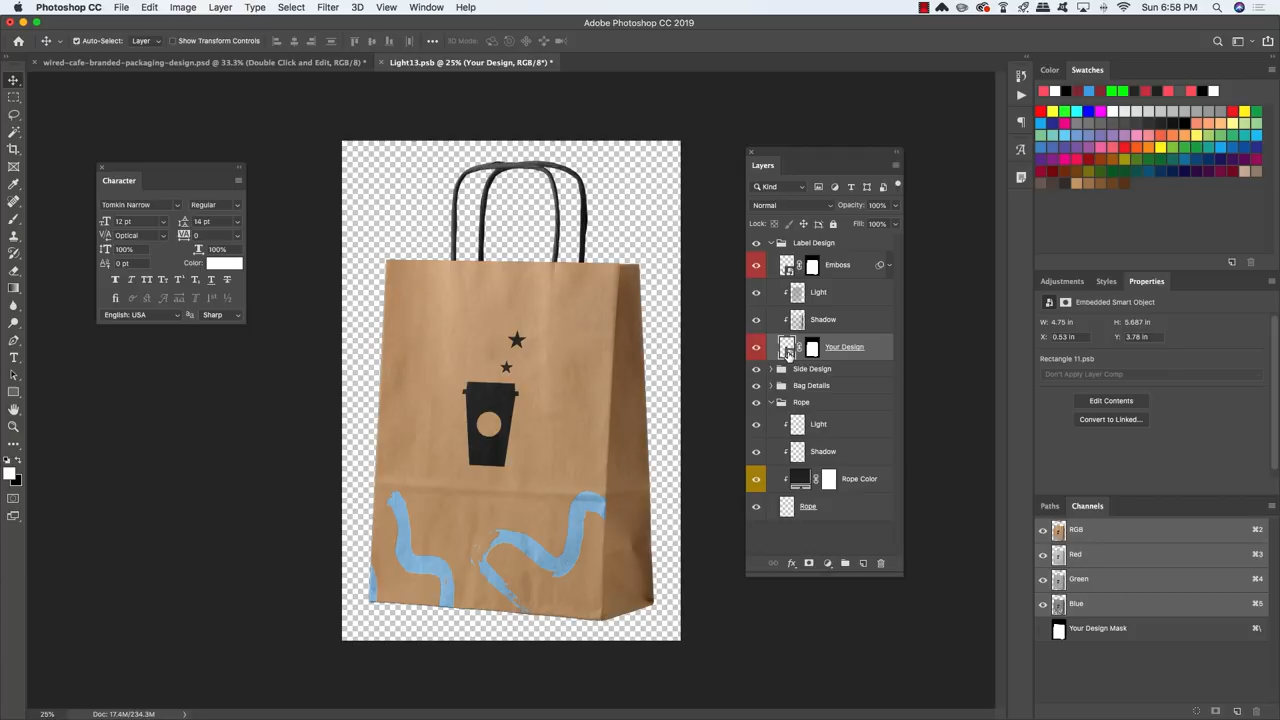 Photoshop CC File Edit Image Layer Type Select Filter 3D View Window Help Sun 6:58 PM
Adobe Photoshop CC 2019
Auto-Select: Layer Show Transform Controls 3D Mode:
wired-cafe-branded-packaging-design.psd @ 33.3% (Double Click and Edit, RGB/8) * Light13.psb @ 25% (Your Design, RGB/8*) *
Character
Tomkin Narrow Regular
12 pt 14 pt
Optical 0
100% 100%
0 pt Color:
English: USA Sharp
Layers
Kind
Normal Opacity: 100%
Lock: Fill: 100%
Label Design
Emboss
Light
Shadow
Your Design
Side Design
Bag Details
Rope
Light
Shadow
Rope Color
Rope
Color Swatches
Adjustments Styles Properties
Embedded Smart Object
W: 4.75 in H: 5.687 in
X: 0.53 in Y: 3.78 in
Rectangle 11.psb
Don't Apply Layer Comp
Edit Contents
Convert to Linked...
Paths Channels
RGB ⌘2
Red ⌘3
Green ⌘4
Blue ⌘5
Your Design Mask ⌘\
25% Doc: 17.4M/234.3M